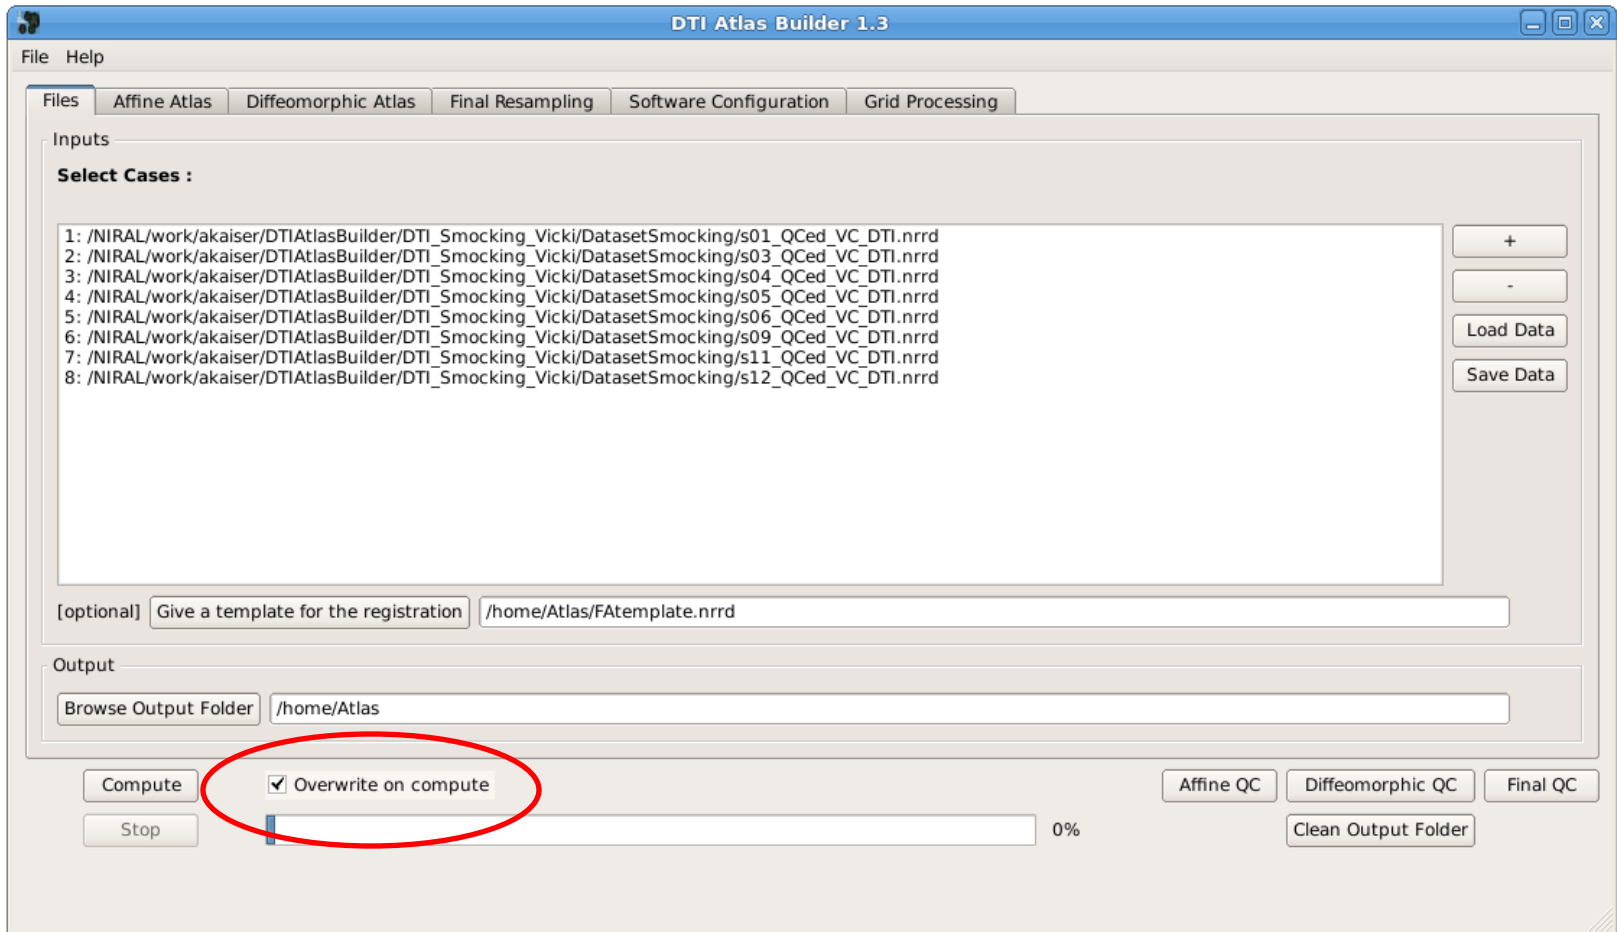 DTI Atlas Builder 1.3
File Help
Files Affine Atlas Diffeomorphic Atlas Final Resampling Software Configuration Grid Processing
Inputs
Select Cases :
1: /NIRAL/work/akaiser/DTIAtlasBuilder/DTI_Smocking_Vicki/DatasetSmocking/s01_QCed_VC_DTI.nrrd
2: /NIRAL/work/akaiser/DTIAtlasBuilder/DTI_Smocking_Vicki/DatasetSmocking/s03_QCed_VC_DTI.nrrd
3: /NIRAL/work/akaiser/DTIAtlasBuilder/DTI_Smocking_Vicki/DatasetSmocking/s04_QCed_VC_DTI.nrrd
4: /NIRAL/work/akaiser/DTIAtlasBuilder/DTI_Smocking_Vicki/DatasetSmocking/s05_QCed_VC_DTI.nrrd
5: /NIRAL/work/akaiser/DTIAtlasBuilder/DTI_Smocking_Vicki/DatasetSmocking/s06_QCed_VC_DTI.nrrd
6: /NIRAL/work/akaiser/DTIAtlasBuilder/DTI_Smocking_Vicki/DatasetSmocking/s09_QCed_VC_DTI.nrrd
7: /NIRAL/work/akaiser/DTIAtlasBuilder/DTI_Smocking_Vicki/DatasetSmocking/s11_QCed_VC_DTI.nrrd
8: /NIRAL/work/akaiser/DTIAtlasBuilder/DTI_Smocking_Vicki/DatasetSmocking/s12_QCed_VC_DTI.nrrd
+
-
Load Data
Save Data
[optional] Give a template for the registration /home/Atlas/FAtemplate.nrrd
Output
Browse Output Folder /home/Atlas
Compute Overwrite on compute Affine QC Diffeomorphic QC Final QC
Stop 0% Clean Output Folder